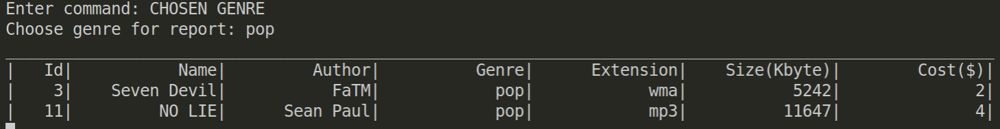 Enter command: CHOSEN GENRE
Choose genre for report: pop
|   Id|          Name|        Author|         Genre|     Extension|   Size(Kbyte)|       Cost($)|
|    3|   Seven Devil|          FaTM|           pop|           wma|          5242|             2|
|   11|        NO LIE|     Sean Paul|           pop|           mp3|         11647|             4|